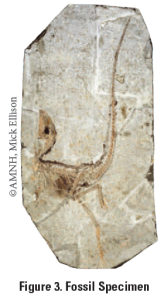 ©AMNH, Mick Ellison
Figure 3. Fossil Specimen